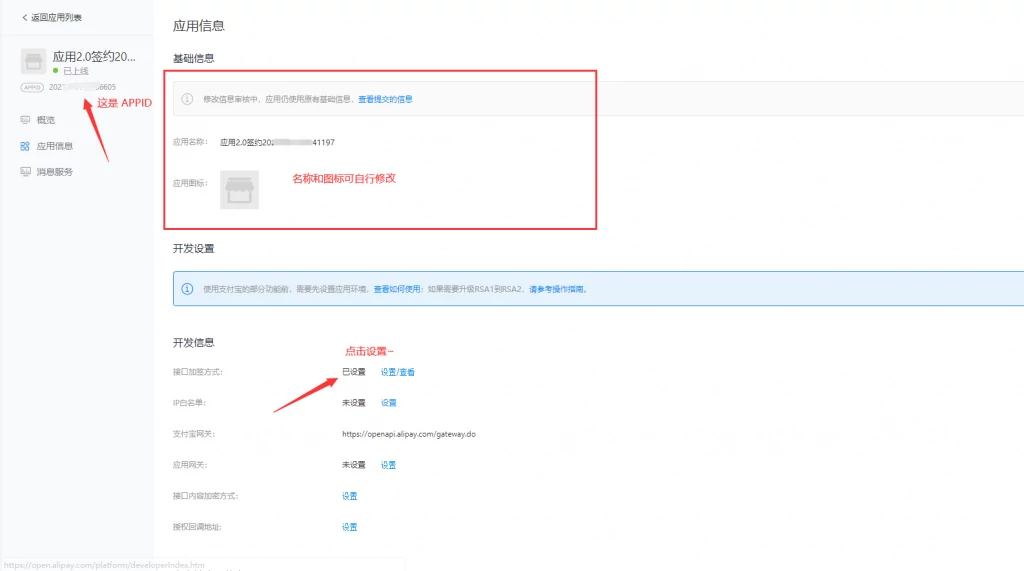 返回应用列表
应用信息
基础信息
应用2.0签约20...
已上线
APPID 202 6605
这是 APPID
修改信息审核中，应用仍使用原有基础信息，查看提交的信息
概览
应用信息
消息服务
应用名称： 应用2.0签约202 41197
应用图标： 名称和图标可自行修改
开发设置
使用支付宝的部分功能前，需要先设置应用环境，查看如何使用；如果需要升级RSA1到RSA2，请参考操作指南。
开发信息
点击设置~
接口加签方式： 已设置 设置/查看
IP白名单： 未设置 设置
支付宝网关： https://openapi.alipay.com/gateway.do
应用网关： 未设置 设置
接口内容加密方式： 设置
授权回调地址： 设置
https://open.alipay.com/platform/developerIndex.htm